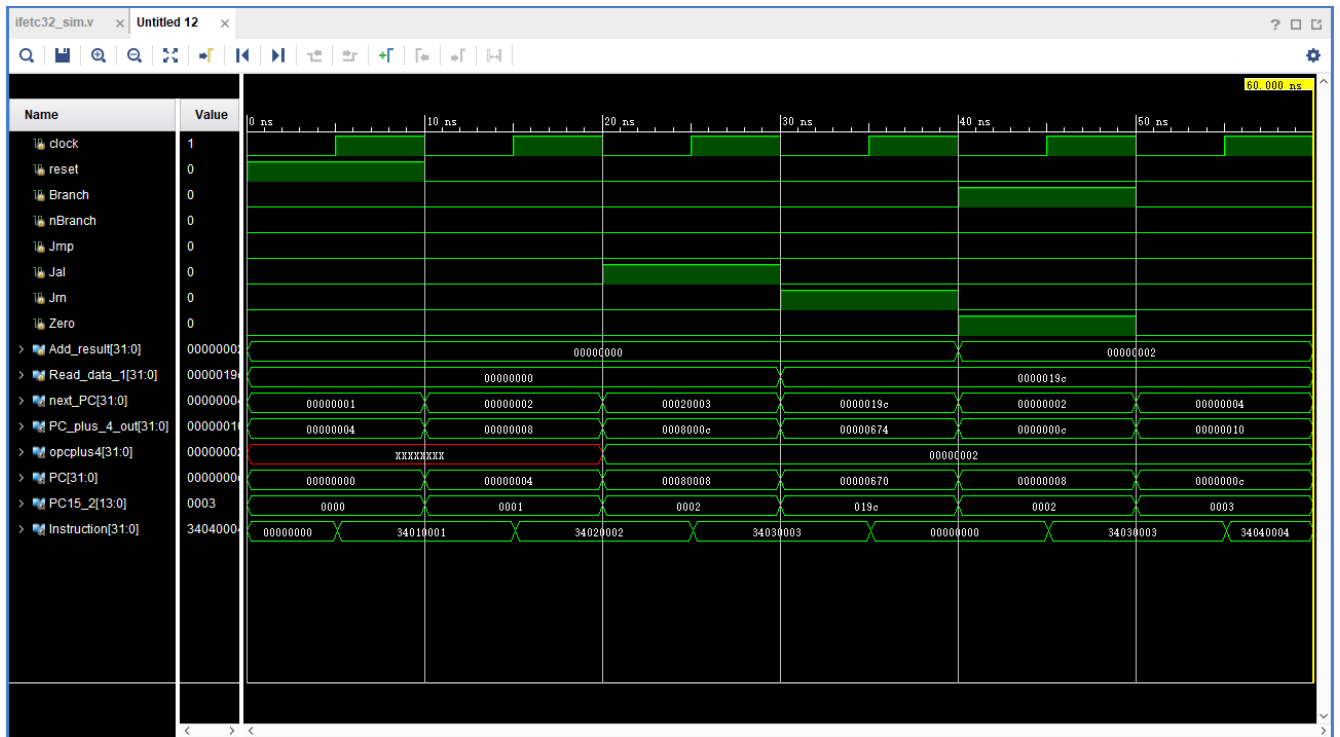 ifetc32_sim.v × Untitled 12 ×
60.000 ns
Name Value
0 ns 10 ns 20 ns 30 ns 40 ns 50 ns
clock 1
reset 0
Branch 0
nBranch 0
Jmp 0
Jal 0
Jrn 0
Zero 0
Add_result[31:0] 00000002 00000000 00000002
Read_data_1[31:0] 0000019 00000000 0000019c
next_PC[31:0] 0000000 00000001 00000002 00020003 0000019c 00000002 00000004
PC_plus_4_out[31:0] 0000001 00000004 00000008 0008000c 00000674 0000000c 00000010
opcplus4[31:0] 0000000 XXXXXXXX 00000002
PC[31:0] 0000000 00000000 00000004 00080008 00000670 00000008 0000000c
PC15_2[13:0] 0003 0000 0001 0002 019c 0002 0003
Instruction[31:0] 3404000 00000000 34010001 34020002 34030003 00000000 34030003 34040004